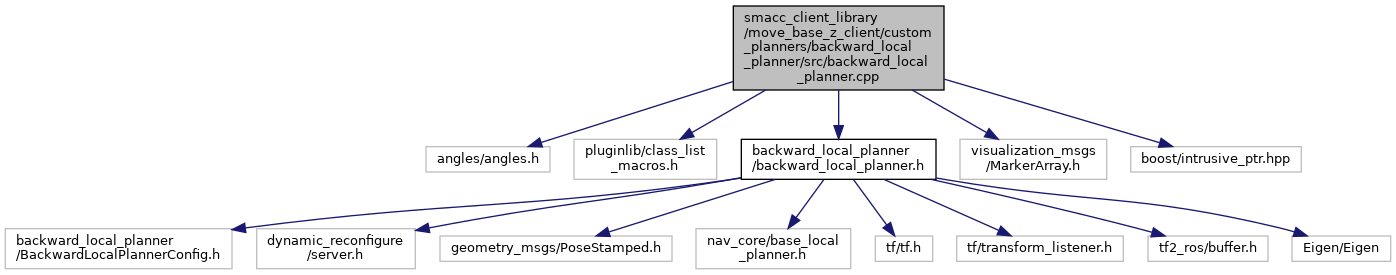 smacc_client_library
/move_base_z_client/custom
_planners/backward_local
_planner/src/backward_local
_planner.cpp
angles/angles.h
pluginlib/class_list
_macros.h
backward_local_planner
/backward_local_planner.h
visualization_msgs
/MarkerArray.h
boost/intrusive_ptr.hpp
backward_local_planner
/BackwardLocalPlannerConfig.h
dynamic_reconfigure
/server.h
geometry_msgs/PoseStamped.h
nav_core/base_local
_planner.h
tf/tf.h
tf/transform_listener.h
tf2_ros/buffer.h
Eigen/Eigen